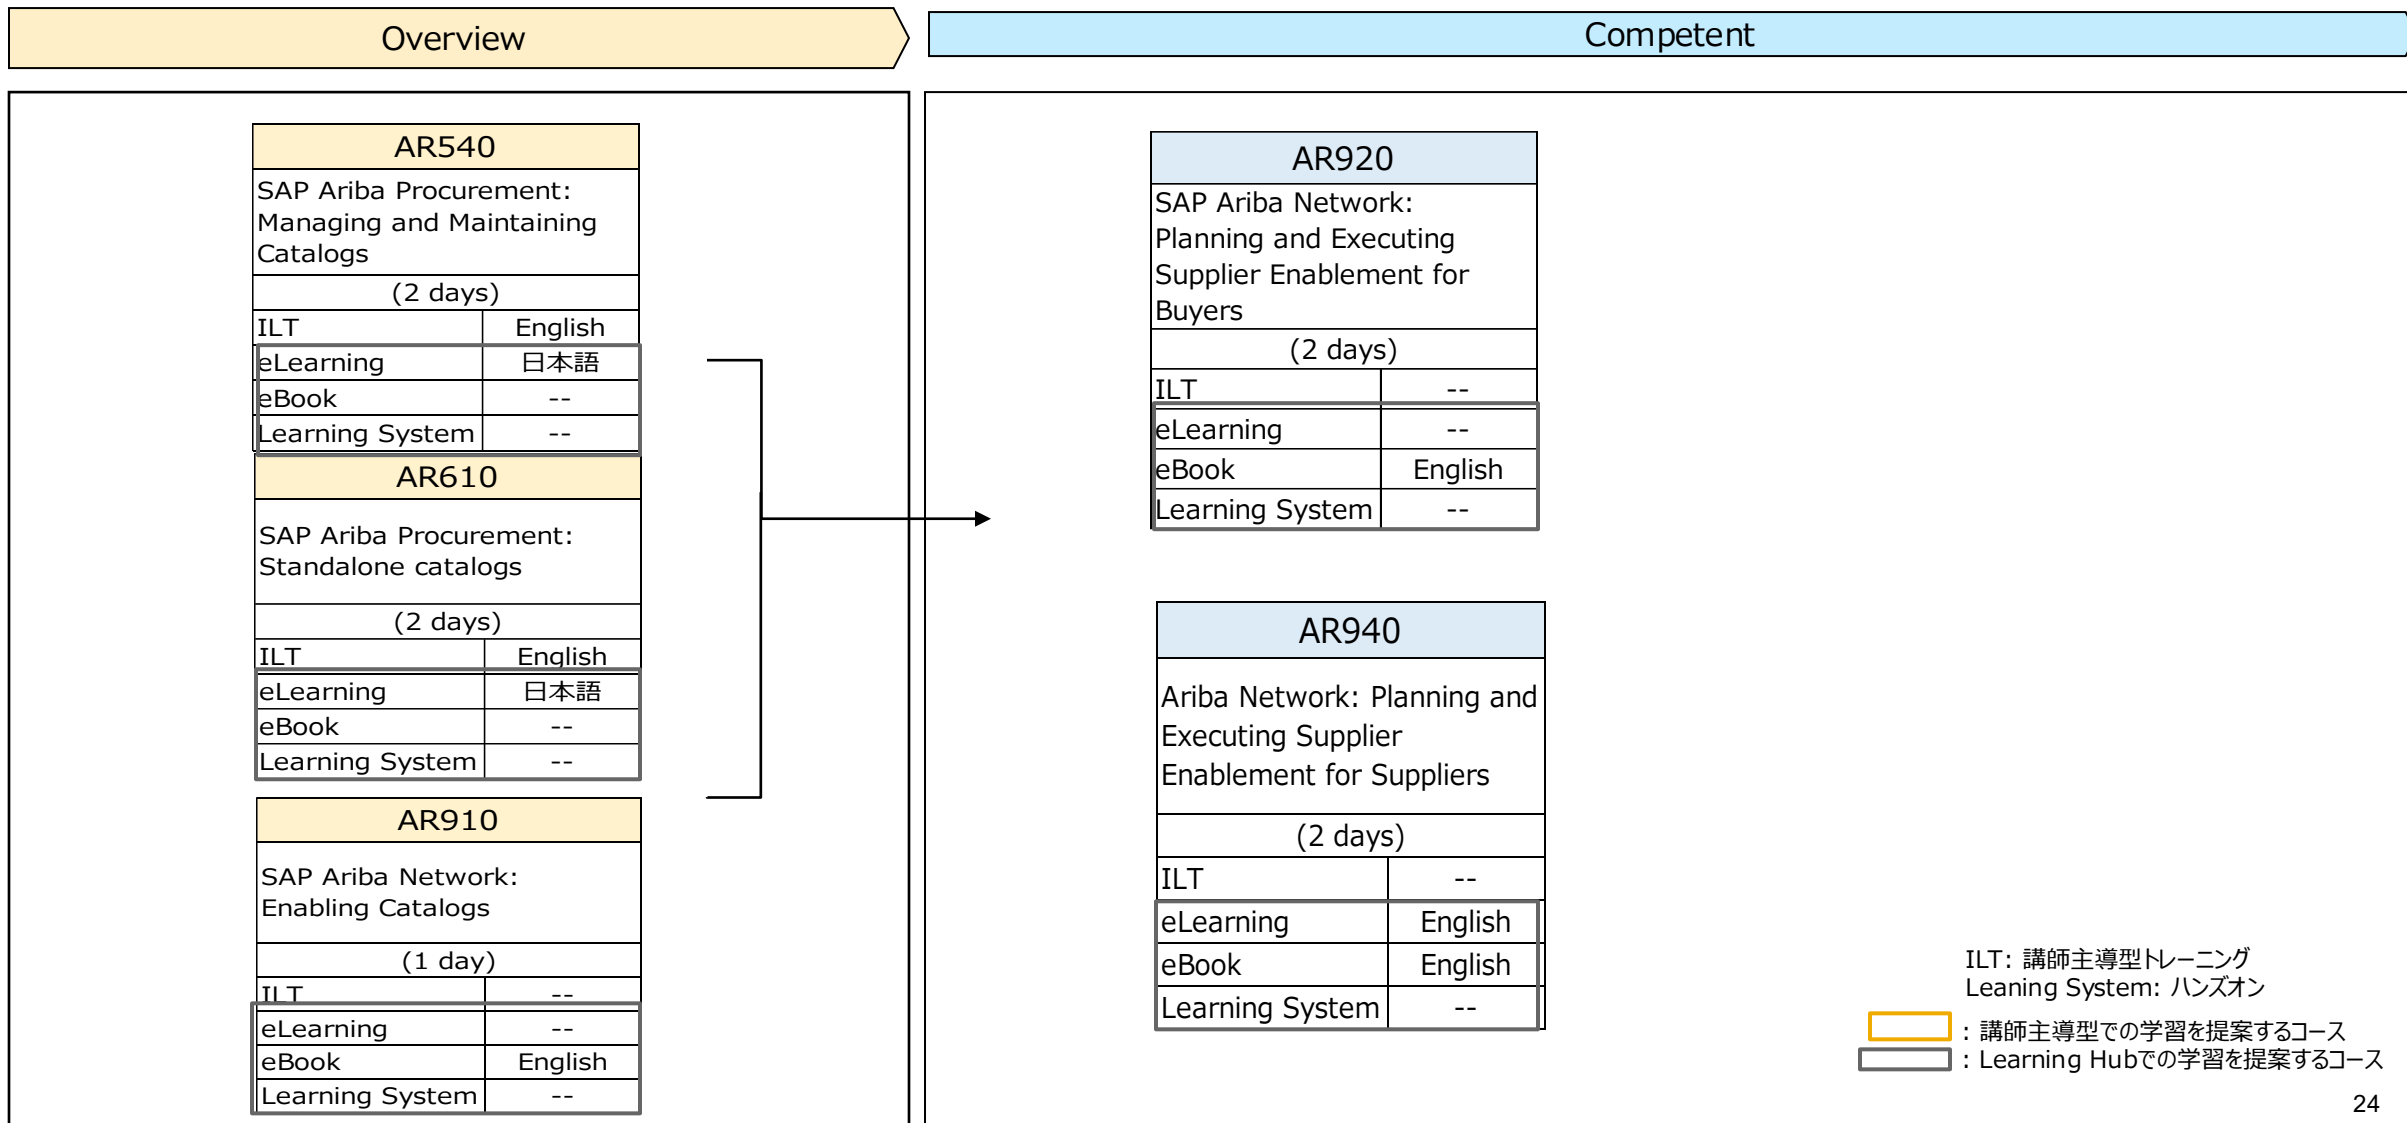 Overview
Competent
AR540
SAP Ariba Procurement:
Managing and Maintaining
Catalogs
(2 days)
ILT English
eLearning 日本語
eBook --
Learning System --
AR610
SAP Ariba Procurement:
Standalone catalogs
(2 days)
ILT English
eLearning 日本語
eBook --
Learning System --
AR910
SAP Ariba Network:
Enabling Catalogs
(1 day)
ILT --
eLearning --
eBook English
Learning System --
AR920
SAP Ariba Network:
Planning and Executing
Supplier Enablement for
Buyers
(2 days)
ILT --
eLearning --
eBook English
Learning System --
AR940
Ariba Network: Planning and
Executing Supplier
Enablement for Suppliers
(2 days)
ILT --
eLearning English
eBook English
Learning System --
ILT: 講師主導型トレーニング
Leaning System: ハンズオン
: 講師主導型での学習を提案するコース
: Learning Hubでの学習を提案するコース
24